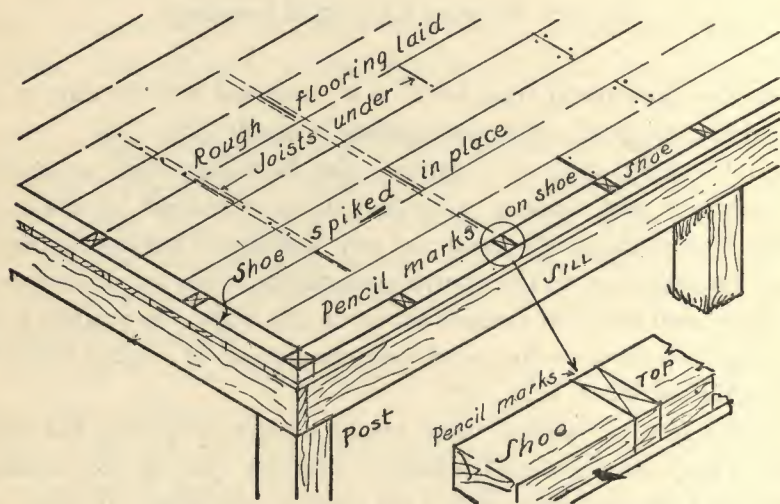 Rough flooring laid
Joists under
Shoe spiked in place
Pencil marks on shoe
Shoe
SILL
Post
Pencil marks
TOP
Shoe